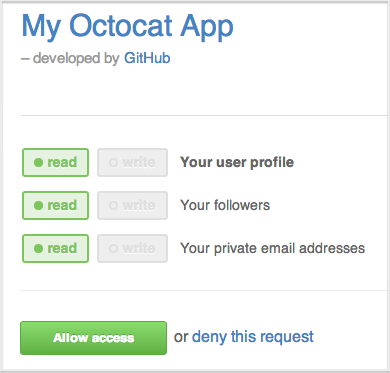 My Octocat App
– developed by GitHub
read write Your user profile
read write Your followers
read write Your private email addresses
Allow access or deny this request